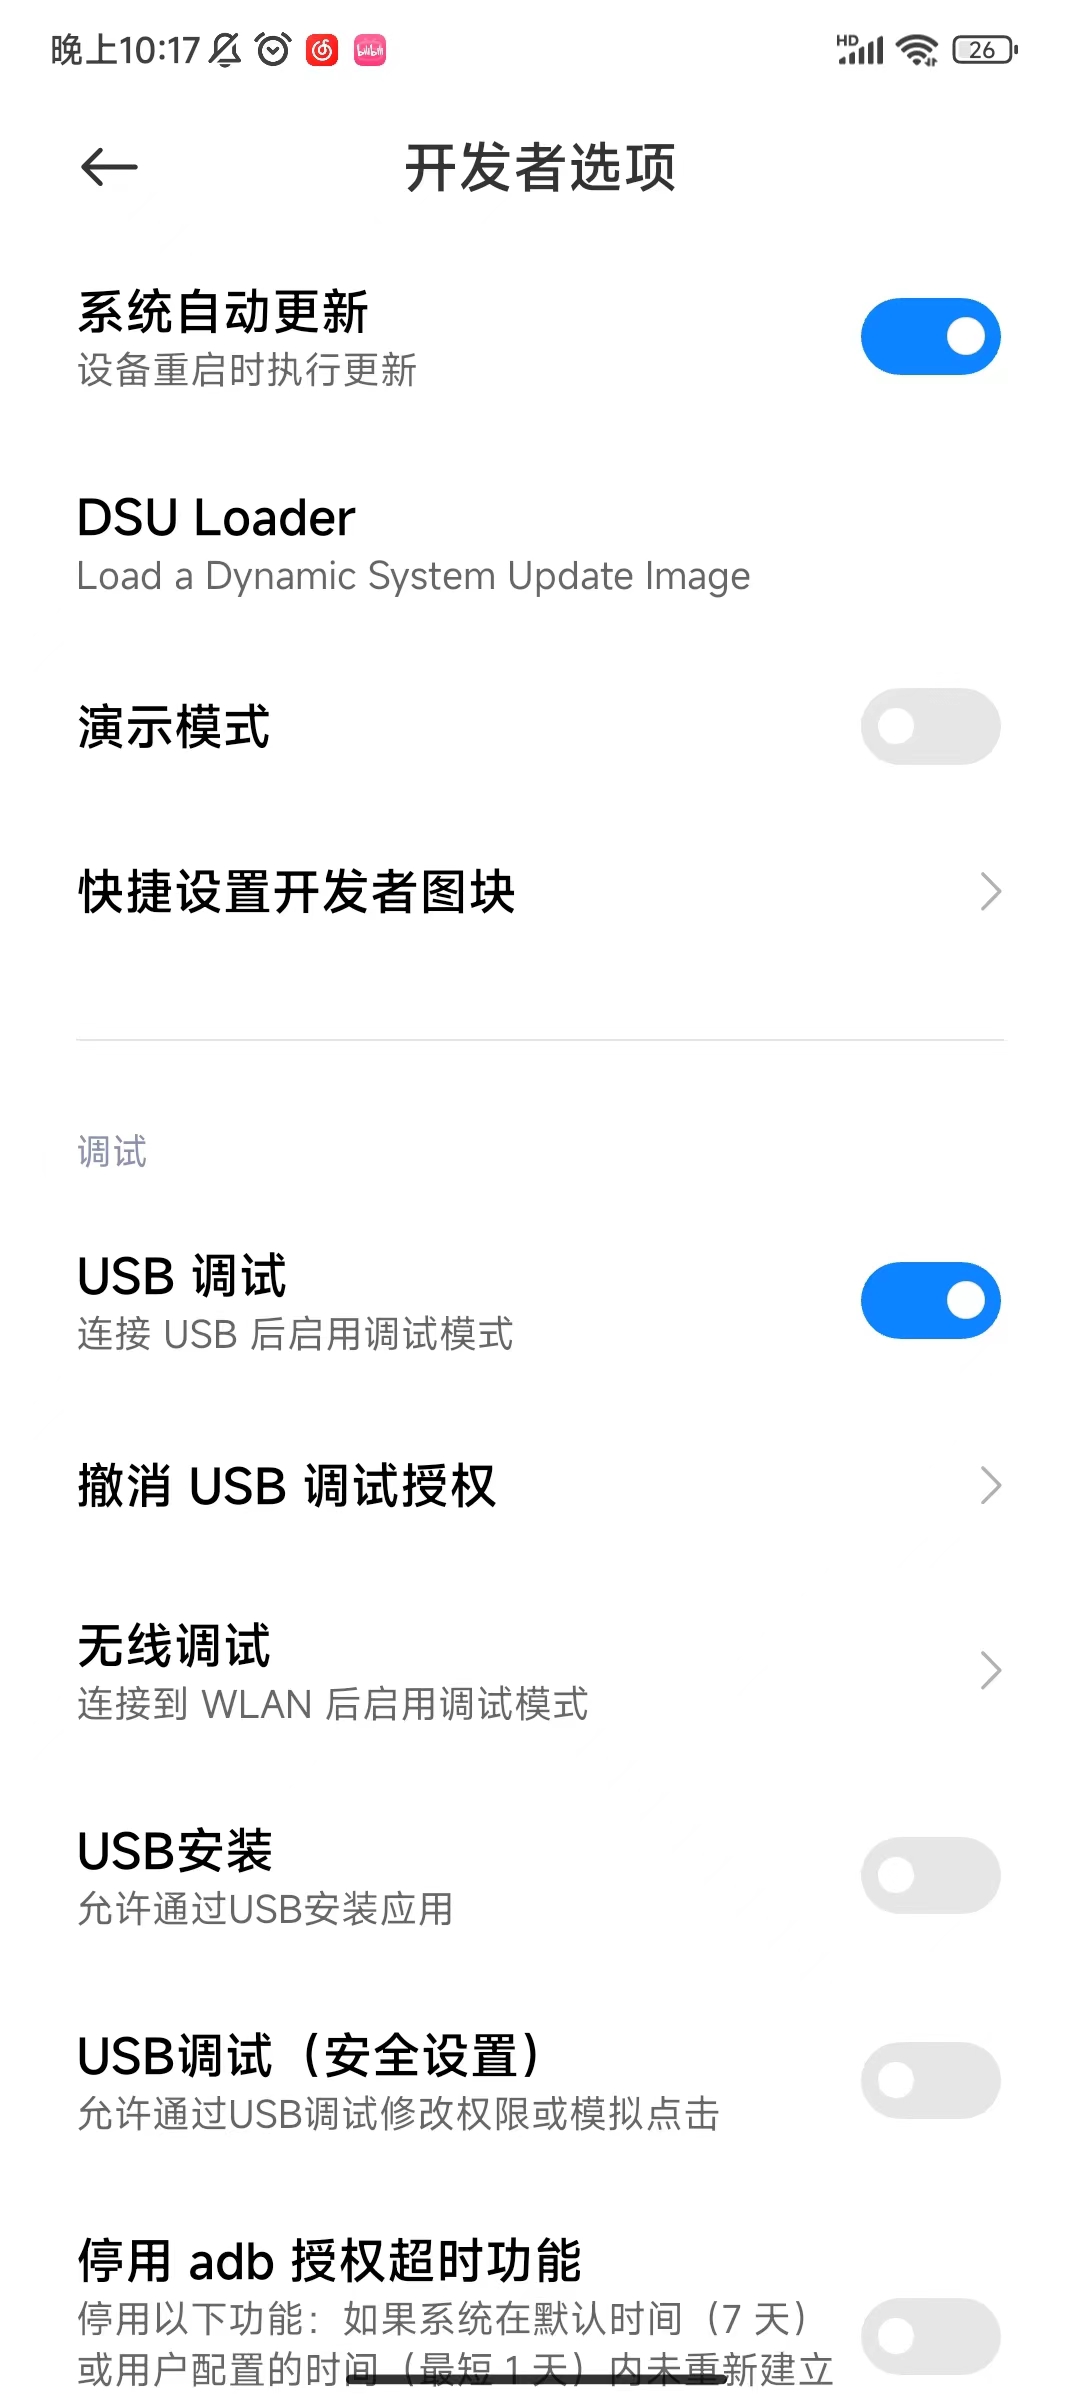 晚上10:17 HD 26
开发者选项
系统自动更新
设备重启时执行更新
DSU Loader
Load a Dynamic System Update Image
演示模式
快捷设置开发者图块
调试
USB 调试
连接 USB 后启用调试模式
撤消 USB 调试授权
无线调试
连接到 WLAN 后启用调试模式
USB安装
允许通过USB安装应用
USB调试（安全设置）
允许通过USB调试修改权限或模拟点击
停用 adb 授权超时功能
停用以下功能：如果系统在默认时间（7 天）
或用户配置的时间（最短 1 天）内未重新建立